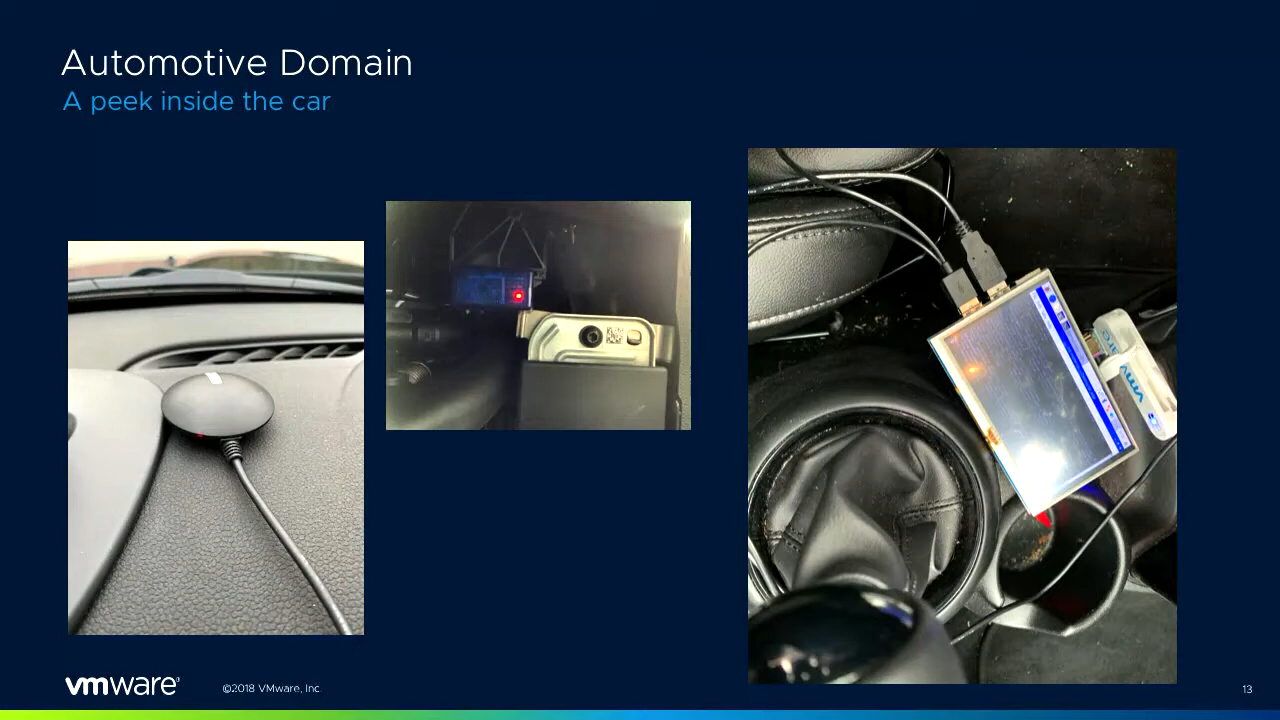 Automotive Domain
A peek inside the car
vmware
©2018 VMware, Inc.
13